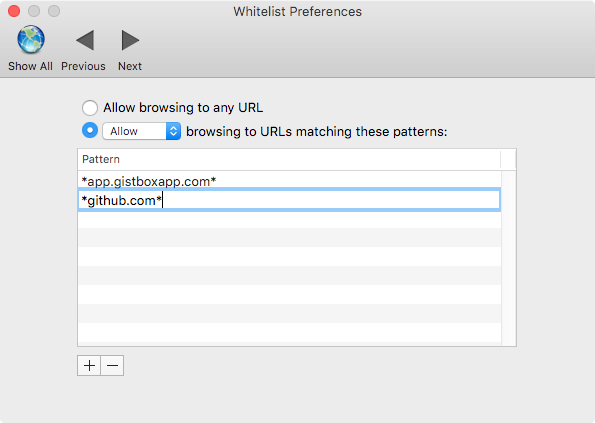 Whitelist Preferences
Show All Previous Next
Allow browsing to any URL
Allow browsing to URLs matching these patterns:
Pattern
*app.gistboxapp.com*
*github.com*